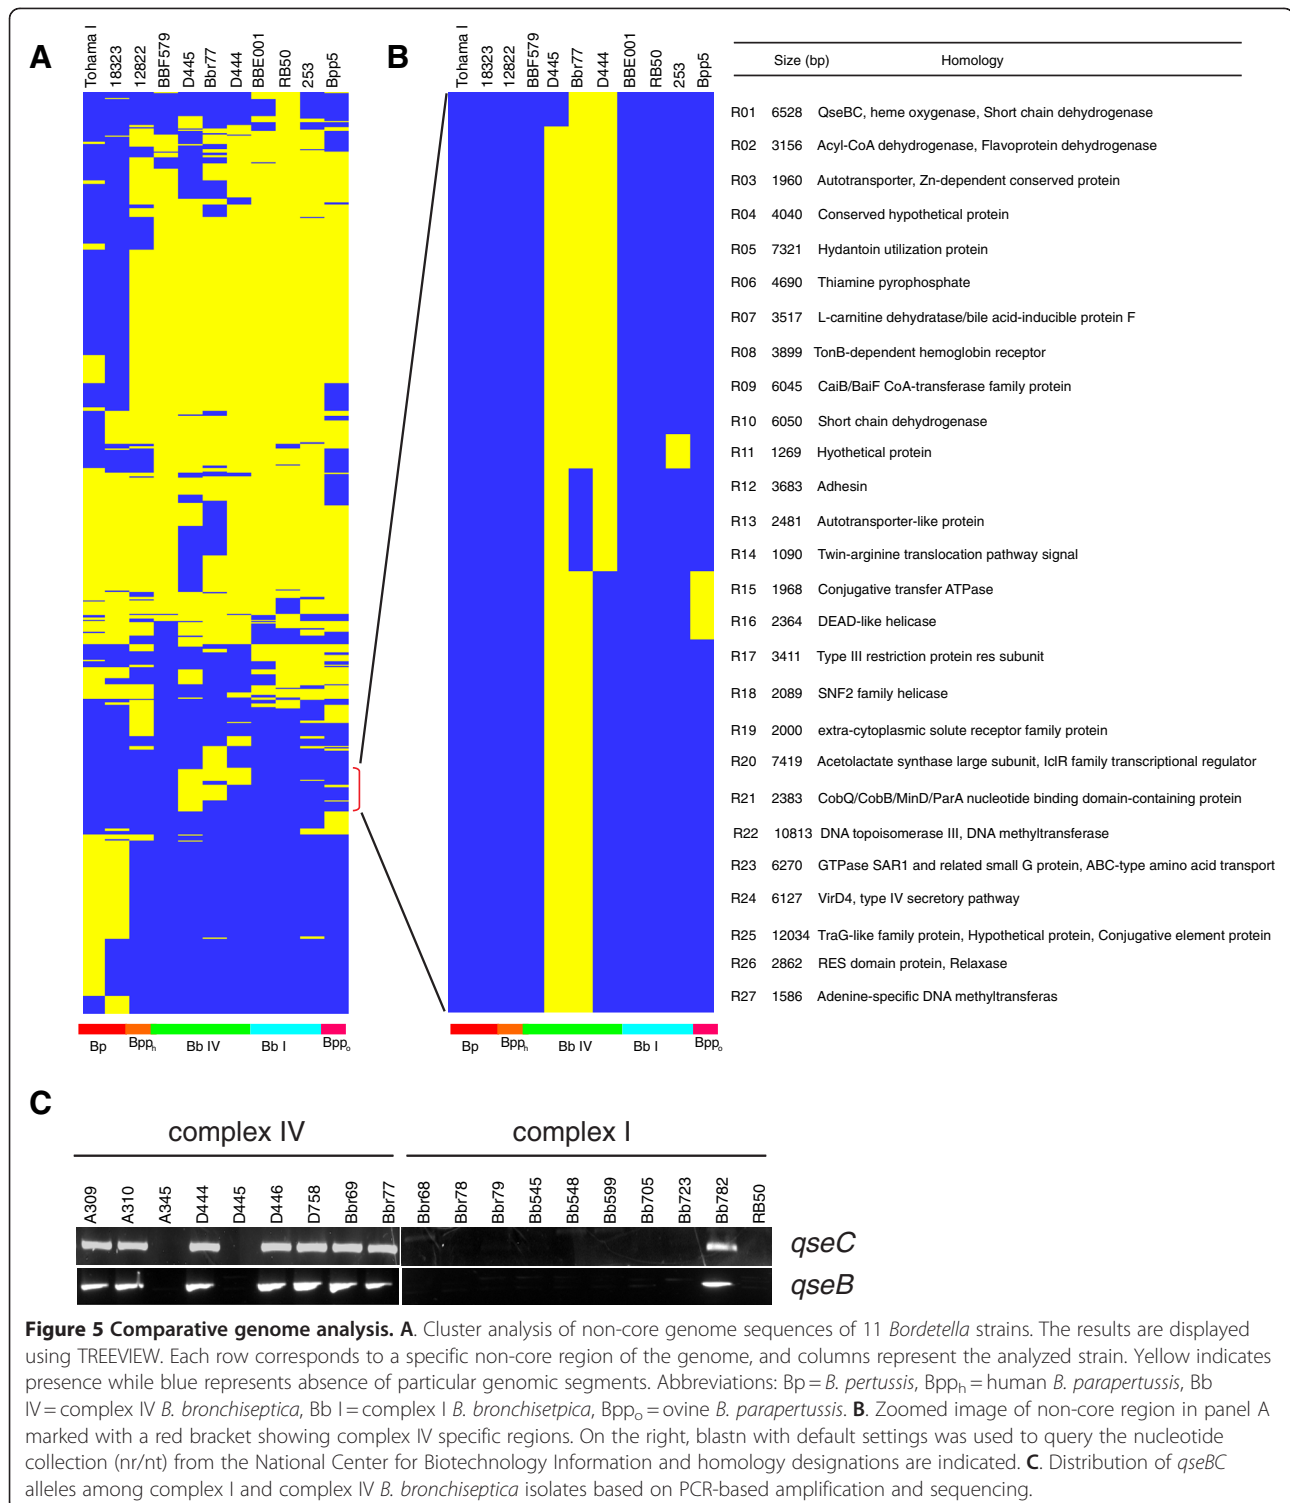 A
Tohama I
18323
12822
BBF579
D445
Bbr77
D444
BBE001
RB50
253
Bpp5
B
Tohama I
18323
12822
BBF579
D445
Bbr77
D444
BBE001
RB50
253
Bpp5
Size (bp) Homology
R01 6528 QseBC, heme oxygenase, Short chain dehydrogenase
R02 3156 Acyl-CoA dehydrogenase, Flavoprotein dehydrogenase
R03 1960 Autotransporter, Zn-dependent conserved protein
R04 4040 Conserved hypothetical protein
R05 7321 Hydantoin utilization protein
R06 4690 Thiamine pyrophosphate
R07 3517 L-carnitine dehydratase/bile acid-inducible protein F
R08 3899 TonB-dependent hemoglobin receptor
R09 6045 CaiB/BaiF CoA-transferase family protein
R10 6050 Short chain dehydrogenase
R11 1269 Hyothetical protein
R12 3683 Adhesin
R13 2481 Autotransporter-like protein
R14 1090 Twin-arginine translocation pathway signal
R15 1968 Conjugative transfer ATPase
R16 2364 DEAD-like helicase
R17 3411 Type III restriction protein res subunit
R18 2089 SNF2 family helicase
R19 2000 extra-cytoplasmic solute receptor family protein
R20 7419 Acetolactate synthase large subunit, IclR family transcriptional regulator
R21 2383 CobQ/CobB/MinD/ParA nucleotide binding domain-containing protein
R22 10813 DNA topoisomerase III, DNA methyltransferase
R23 6270 GTPase SAR1 and related small G protein, ABC-type amino acid transport
R24 6127 VirD4, type IV secretory pathway
R25 12034 TraG-like family protein, Hypothetical protein, Conjugative element protein
R26 2862 RES domain protein, Relaxase
R27 1586 Adenine-specific DNA methyltransferas
Bp Bpph Bb IV Bb I Bppo
Bp Bpph Bb IV Bb I Bppo
C
complex IV complex I
A309
A310
A345
D444
D445
D446
D758
Bbr69
Bbr77
Bbr68
Bbr78
Bbr79
Bb545
Bb548
Bb599
Bb705
Bb723
Bb782
RB50
qseC
qseB
Figure 5 Comparative genome analysis. A. Cluster analysis of non-core genome sequences of 11 Bordetella strains. The results are displayed
using TREEVIEW. Each row corresponds to a specific non-core region of the genome, and columns represent the analyzed strain. Yellow indicates
presence while blue represents absence of particular genomic segments. Abbreviations: Bp = B. pertussis, Bpph = human B. parapertussis, Bb
IV = complex IV B. bronchiseptica, Bb I = complex I B. bronchisetpica, Bppo = ovine B. parapertussis. B. Zoomed image of non-core region in panel A
marked with a red bracket showing complex IV specific regions. On the right, blastn with default settings was used to query the nucleotide
collection (nr/nt) from the National Center for Biotechnology Information and homology designations are indicated. C. Distribution of qseBC
alleles among complex I and complex IV B. bronchiseptica isolates based on PCR-based amplification and sequencing.